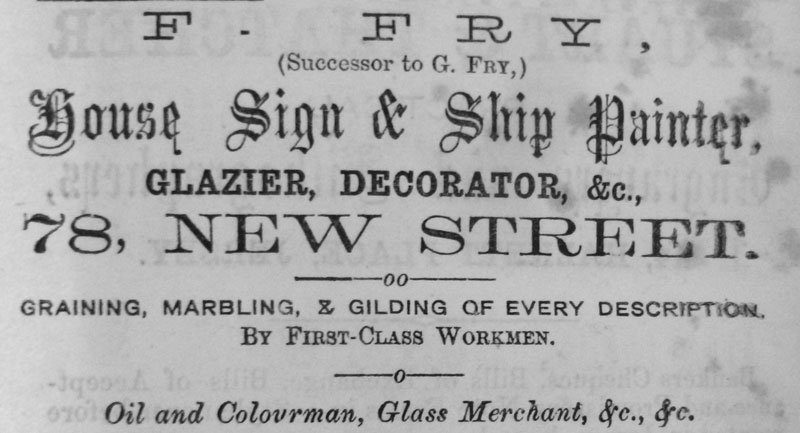 F. FRY,
(Successor to G. FRY,)
House Sign & Ship Painter,
GLAZIER, DECORATOR, &c.,
78, NEW STREET.
oo
GRAINING, MARBLING, & GILDING OF EVERY DESCRIPTION.
BY FIRST-CLASS WORKMEN.
o
Oil and Colourman, Glass Merchant, &c., &c.